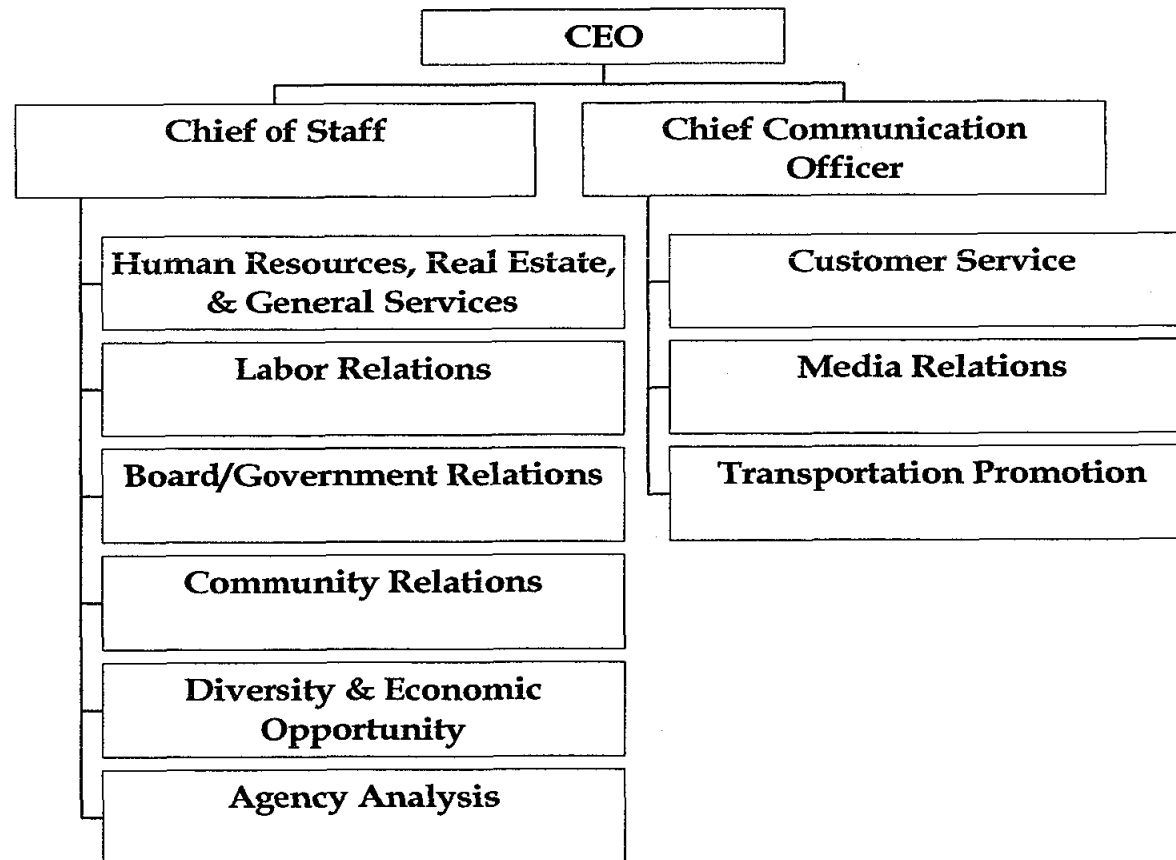 CEO
Chief of Staff
Chief Communication
Officer
Human Resources, Real Estate,
& General Services
Labor Relations
Board/Government Relations
Community Relations
Diversity & Economic
Opportunity
Agency Analysis
Customer Service
Media Relations
Transportation Promotion